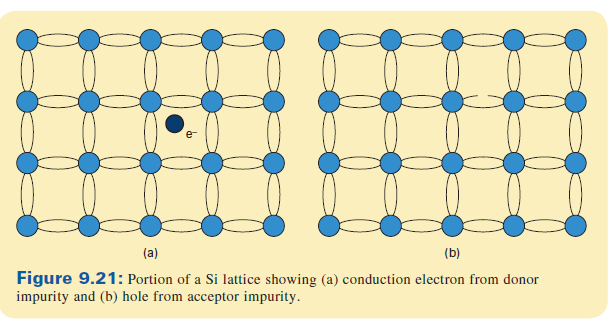 e-
(a)
(b)
Figure 9.21: Portion of a Si lattice showing (a) conduction electron from donor
impurity and (b) hole from acceptor impurity.